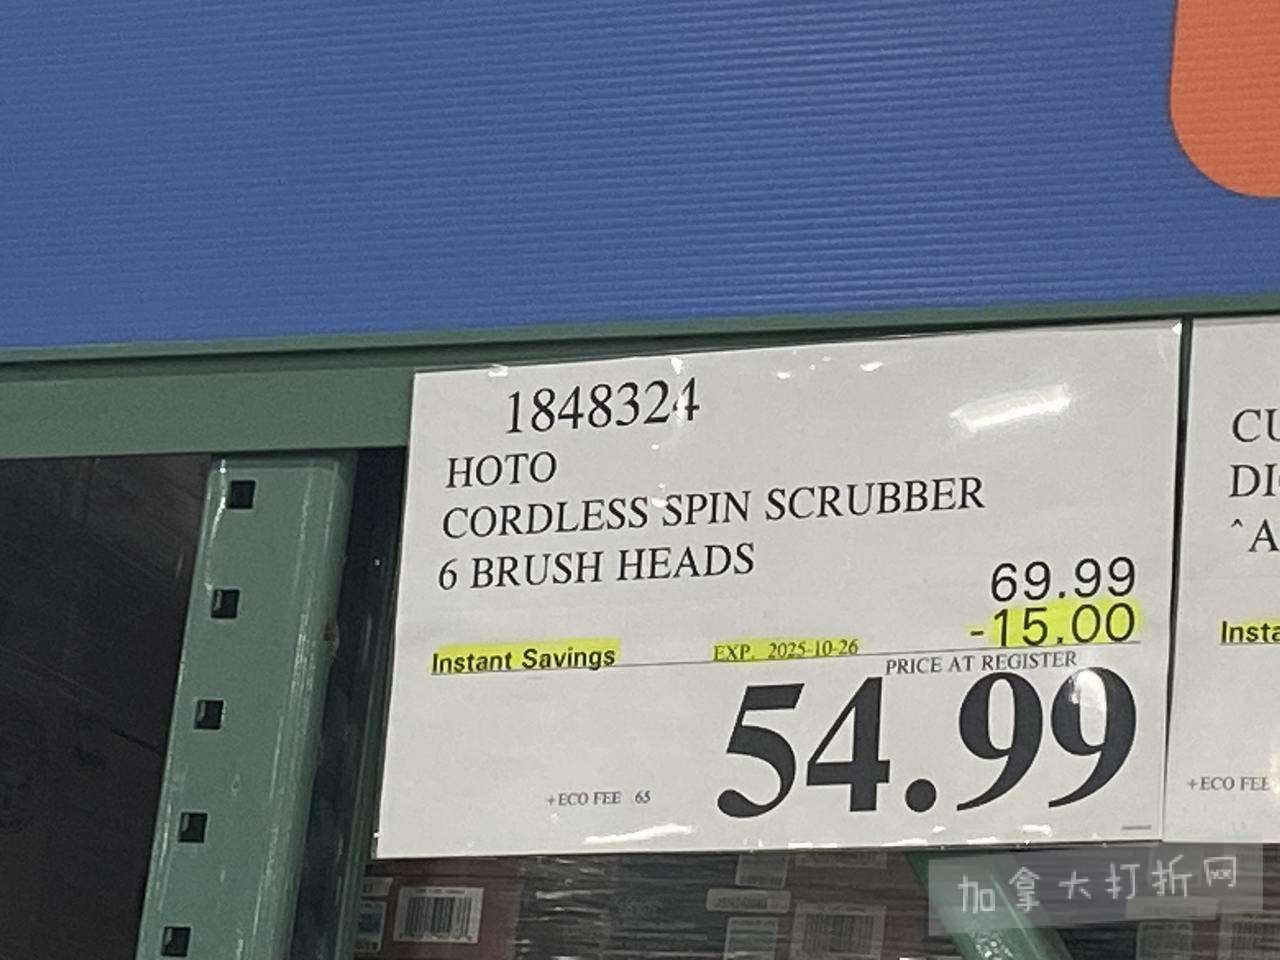 1848324
HOTO
CORDLESS SPIN SCRUBBER
6 BRUSH HEADS
69.99
-15.00
Instant Savings EXP. 2025-10-26
PRICE AT REGISTER
54.99
+ECO FEE 65
CU
DI
^A
Insta
+ECO FEE
加拿大打折网